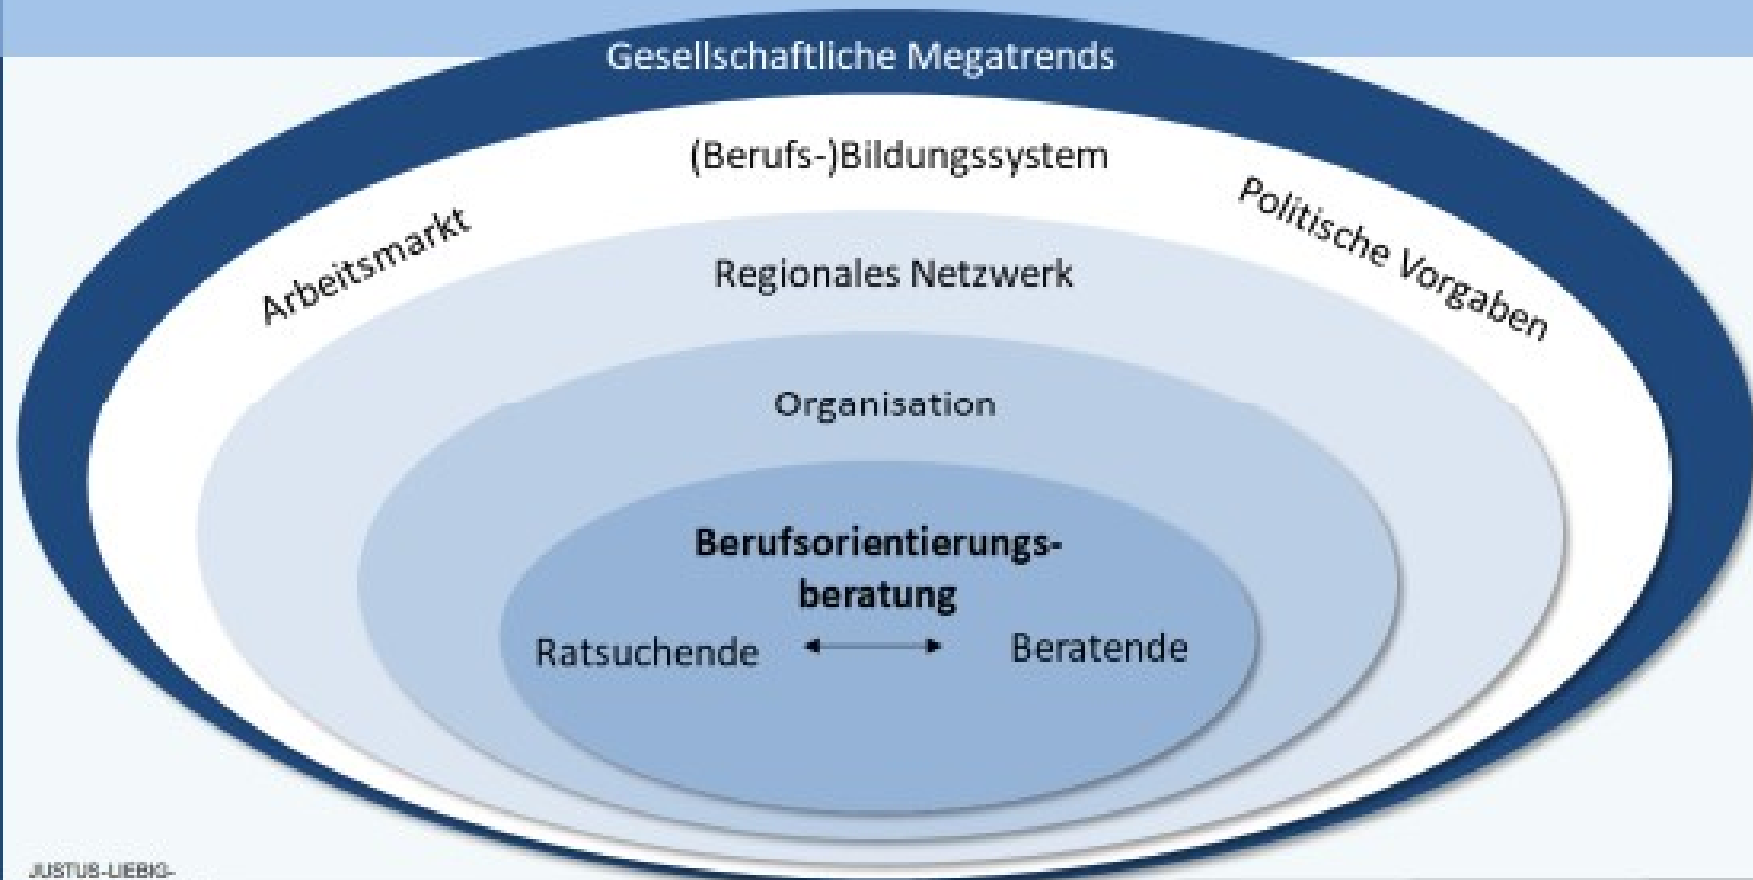 Gesellschaftliche Megatrends
(Berufs-)Bildungssystem
Arbeitsmarkt
Politische Vorgaben
Regionales Netzwerk
Organisation
Berufsorientierungs-
beratung
Ratsuchende
Beratende
JUSTUS-LIEBIG-